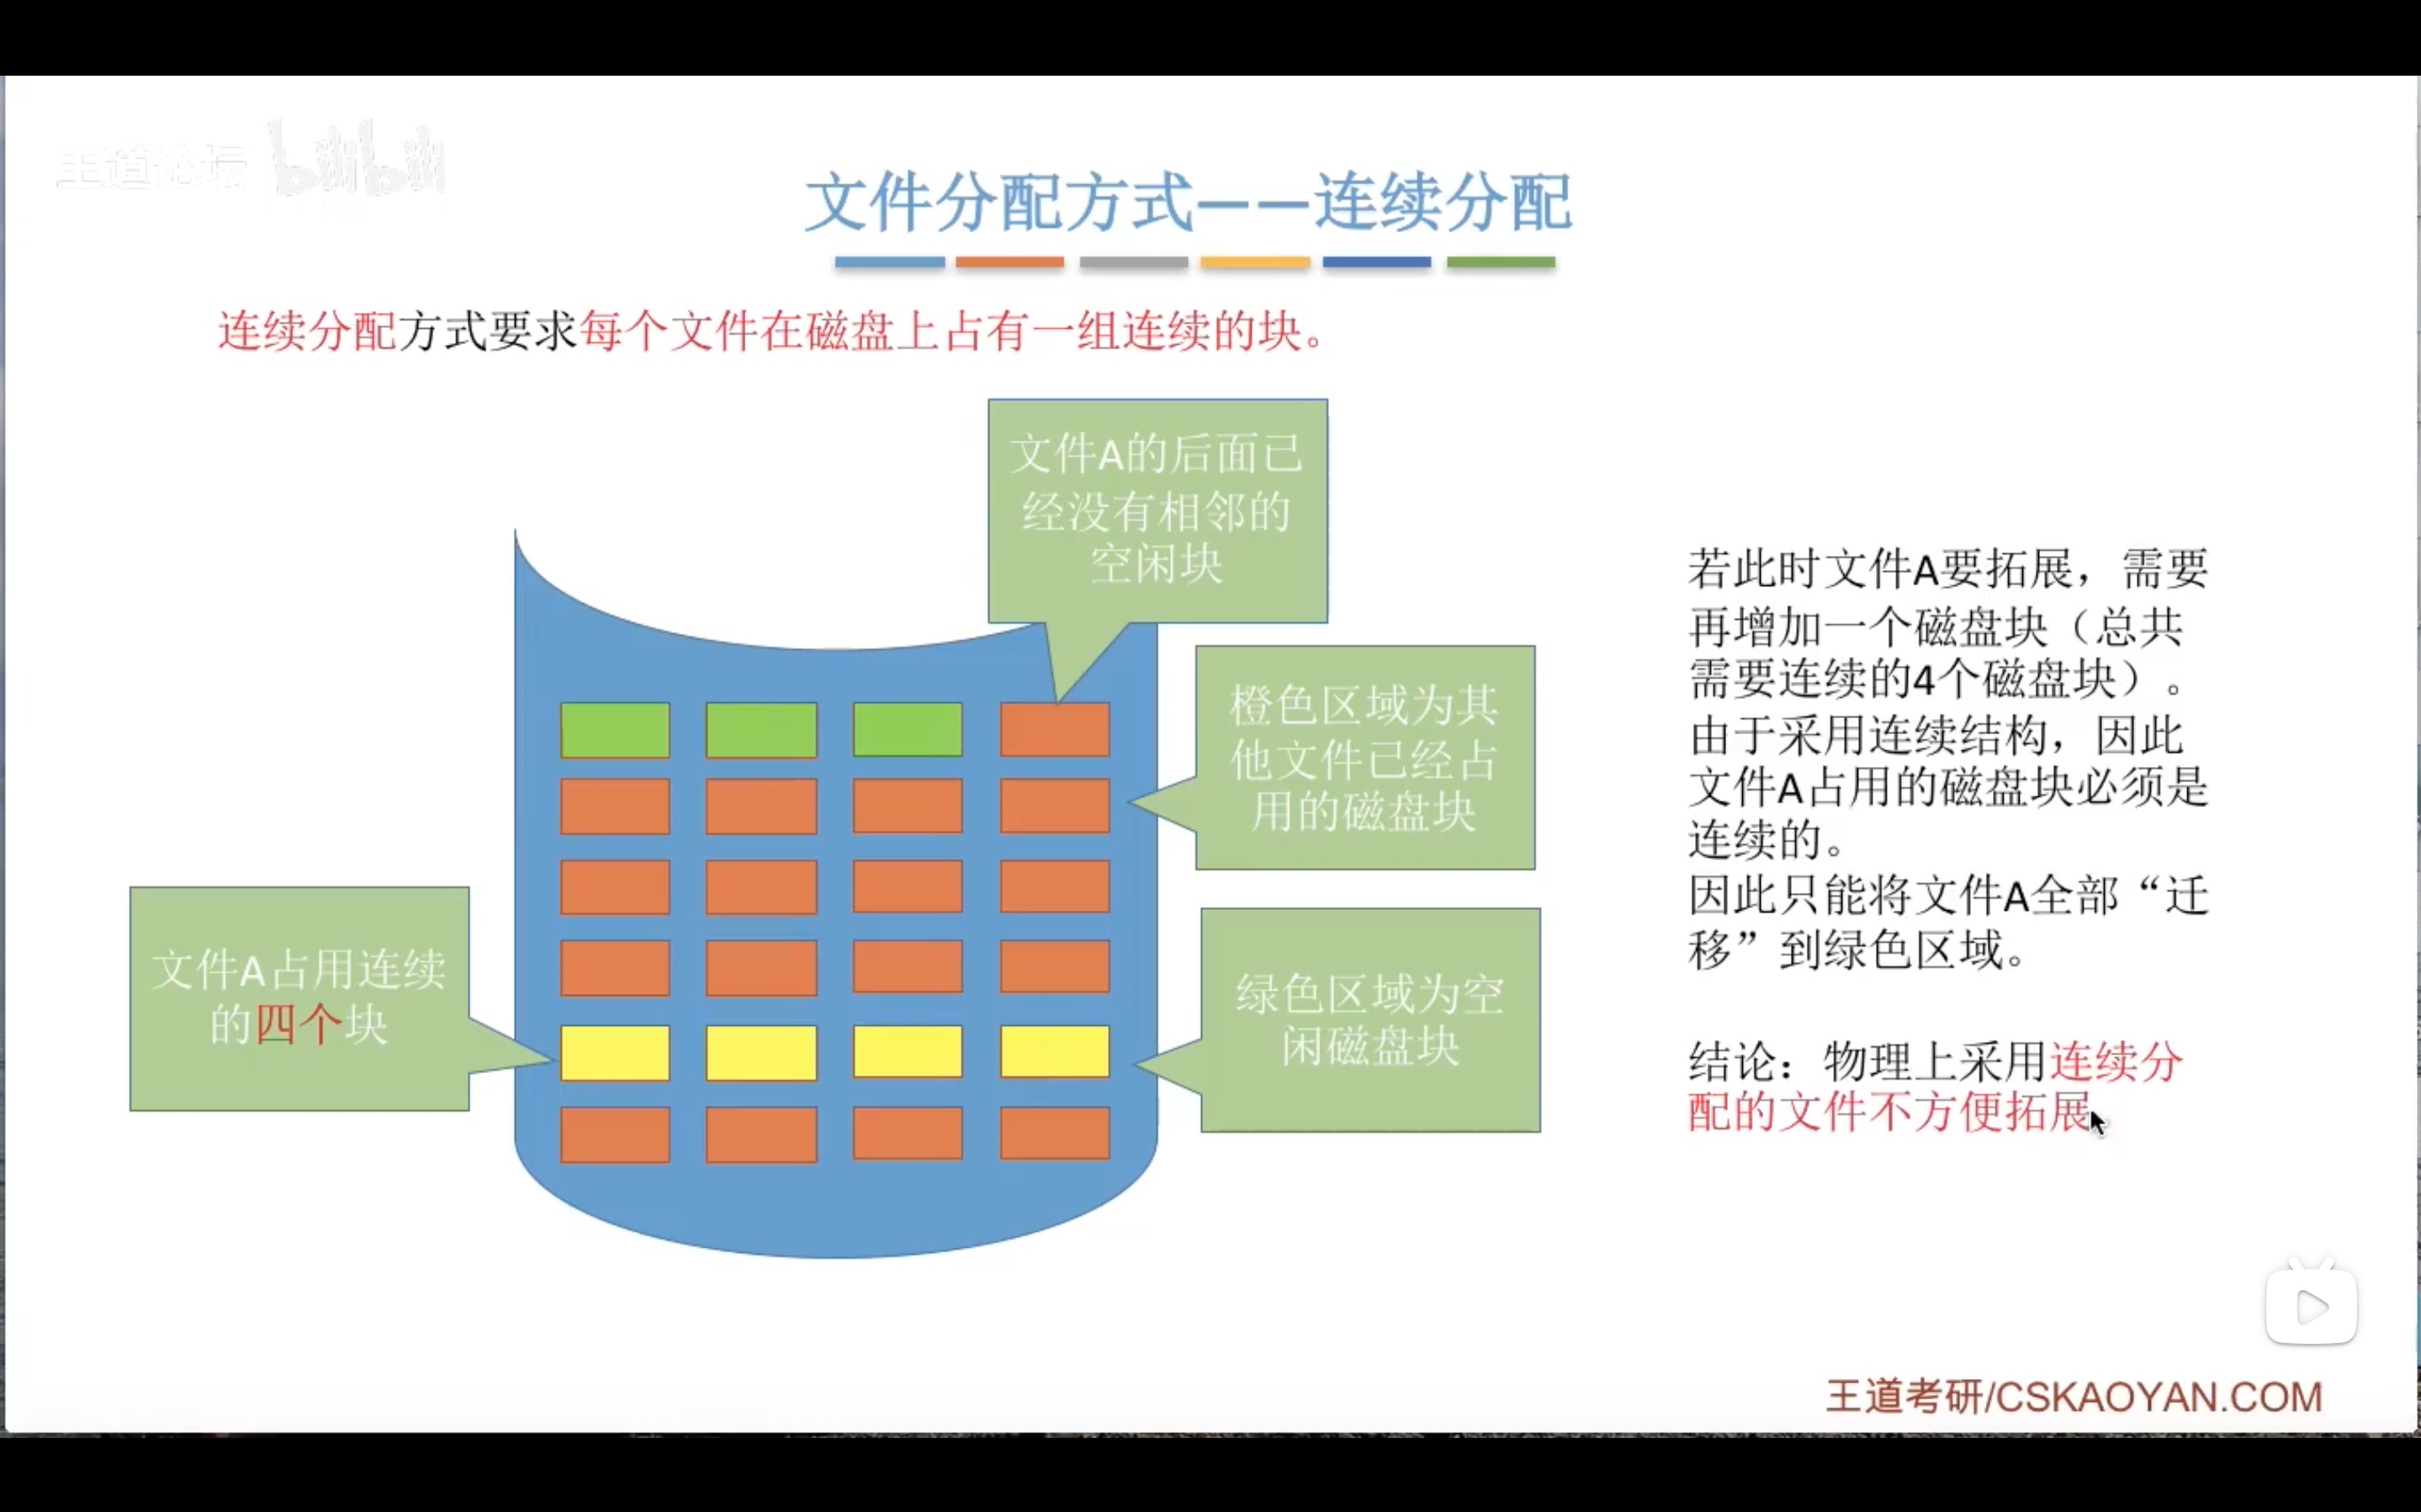 王道论坛 bilibili
文件分配方式——连续分配
连续分配方式要求每个文件在磁盘上占有一组连续的块。
文件A的后面已
经没有相邻的
空闲块
橙色区域为其
他文件已经占
用的磁盘块
文件A占用连续
的四个块
绿色区域为空
闲磁盘块
若此时文件A要拓展，需要
再增加一个磁盘块（总共
需要连续的4个磁盘块）。
由于采用连续结构，因此
文件A占用的磁盘块必须是
连续的。
因此只能将文件A全部“迁
移”到绿色区域。
结论：物理上采用连续分
配的文件不方便拓展
王道考研/CSKAOYAN.COM